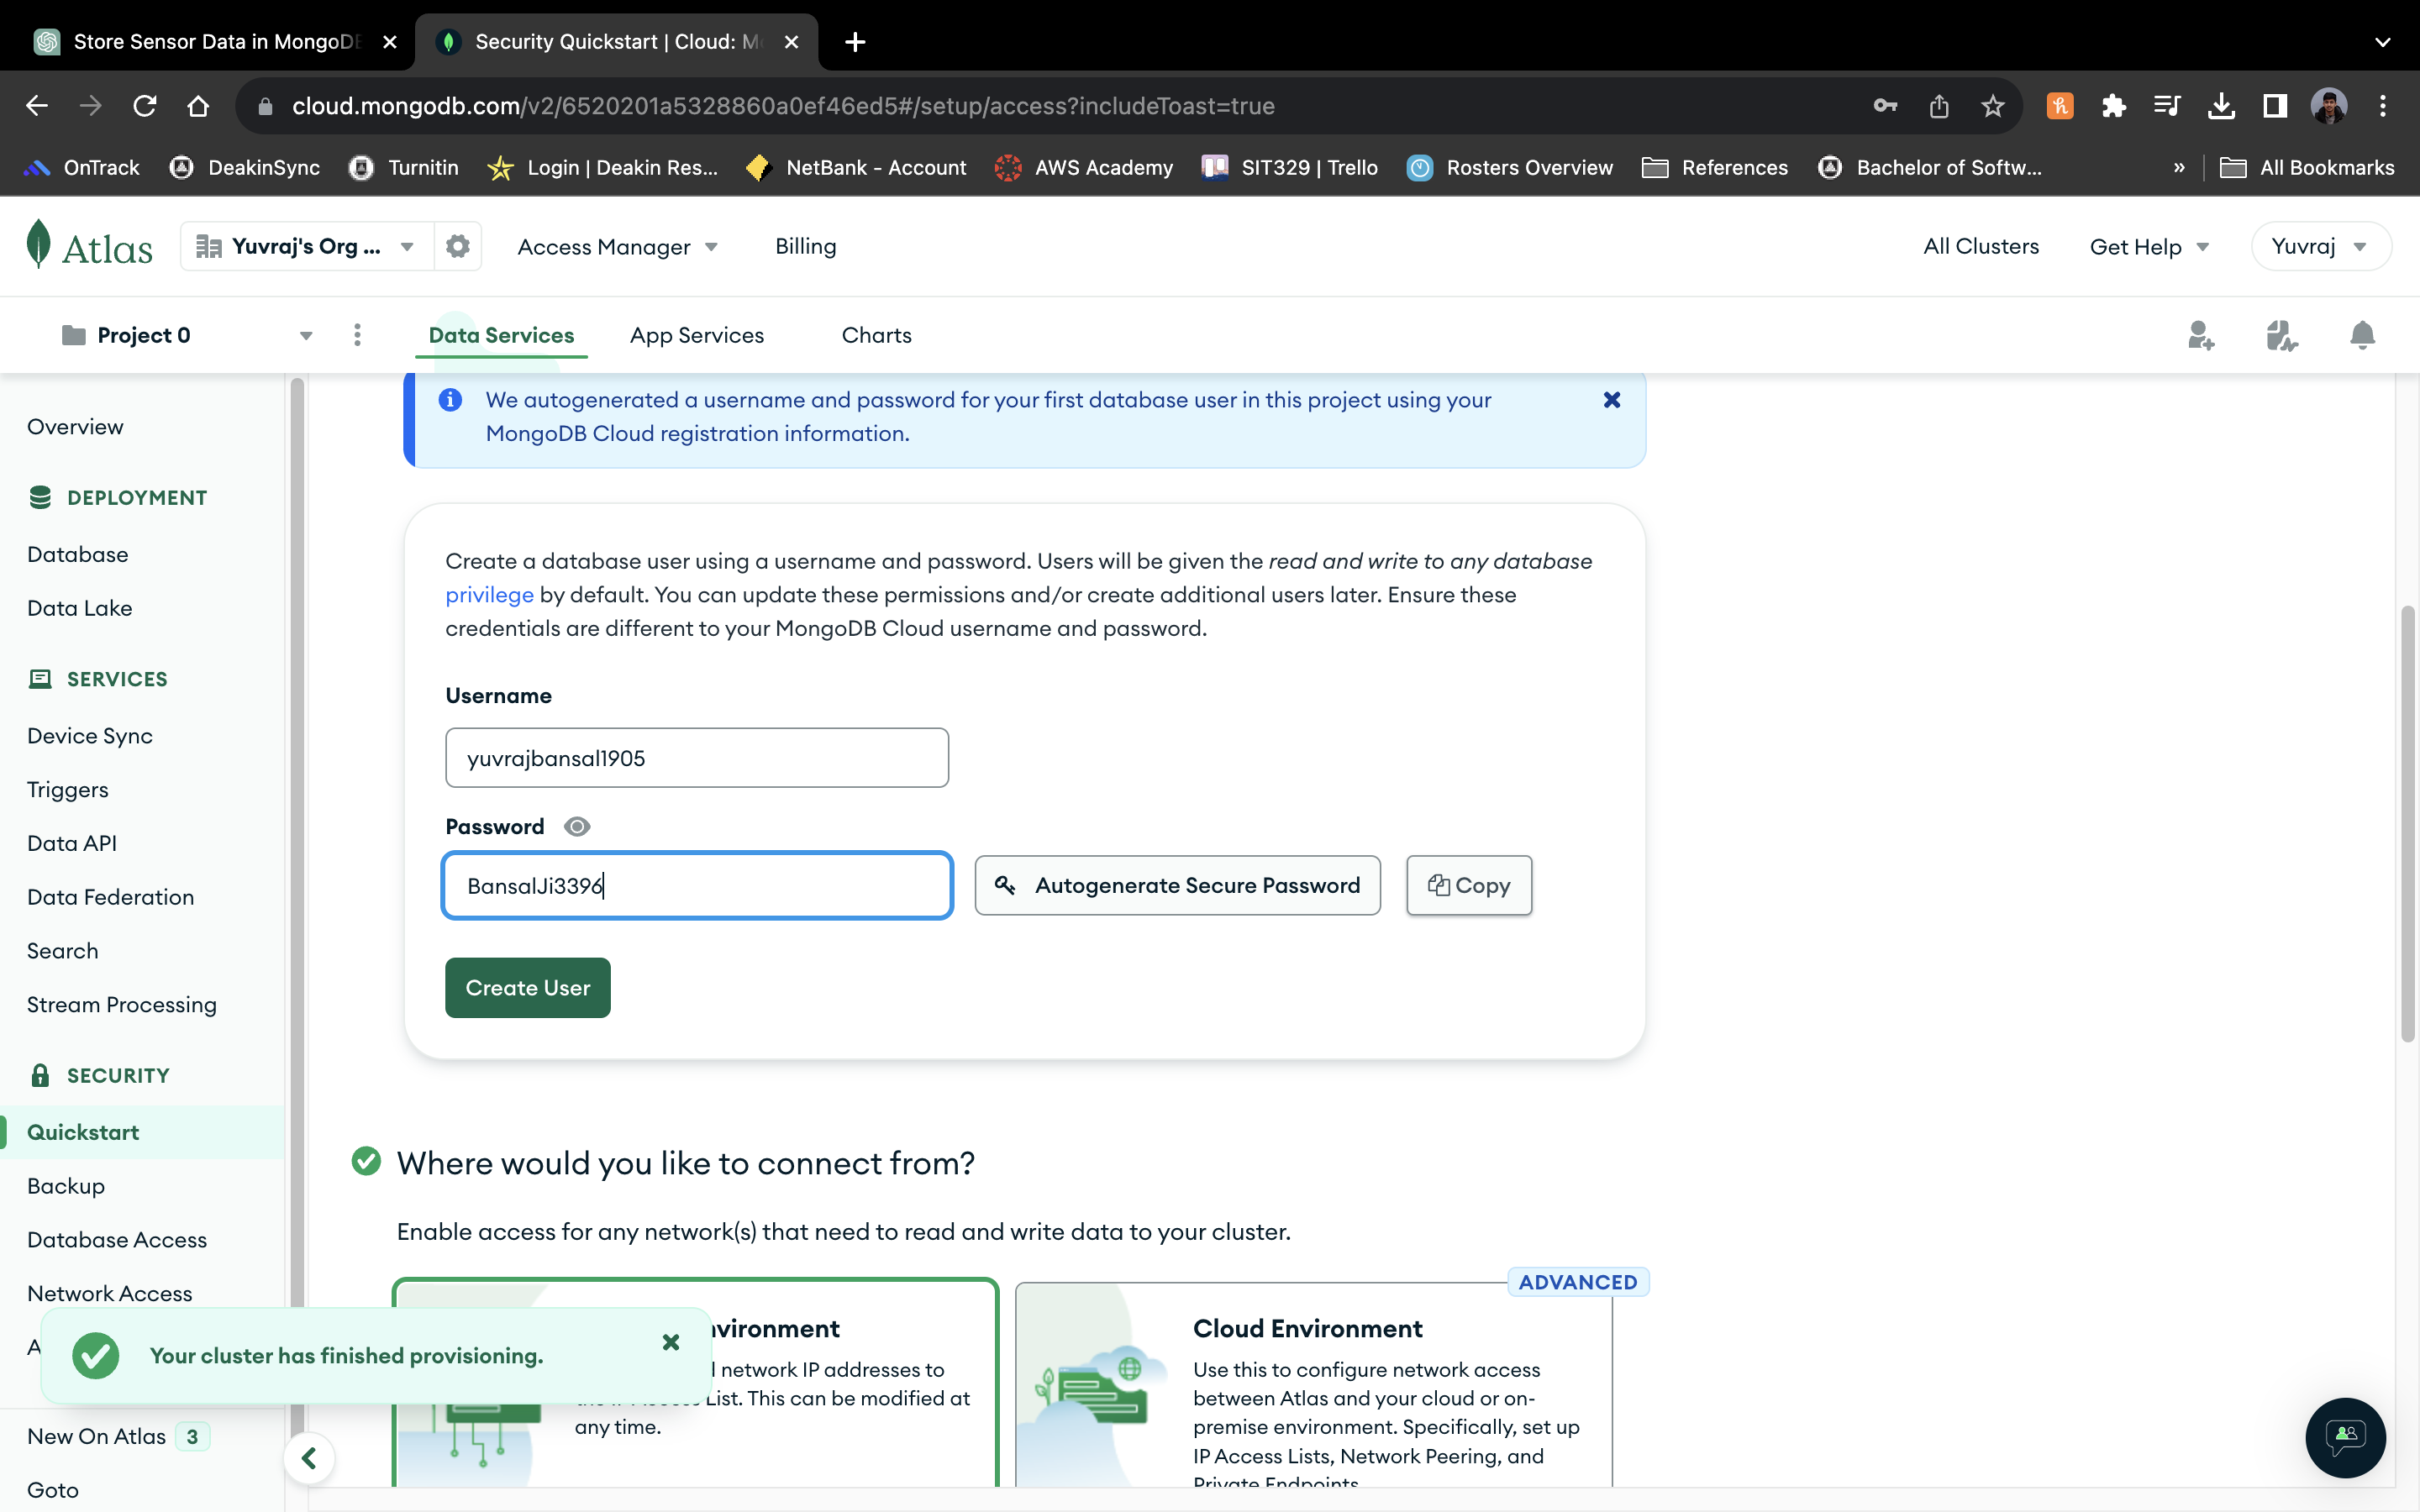 Store Sensor Data in MongoDB
Security Quickstart | Cloud: Mo
cloud.mongodb.com/v2/6520201a5328860a0ef46ed5#/setup/access?includeToast=true
OnTrack
DeakinSync
Turnitin
Login | Deakin Res...
NetBank - Account
AWS Academy
SIT329 | Trello
Rosters Overview
References
Bachelor of Softw...
»
All Bookmarks
Atlas
Yuvraj's Org ...
Access Manager
Billing
All Clusters
Get Help
Yuvraj
Project 0
Data Services
App Services
Charts
Overview
DEPLOYMENT
Database
Data Lake
SERVICES
Device Sync
Triggers
Data API
Data Federation
Search
Stream Processing
SECURITY
Quickstart
Backup
Database Access
Network Access
A
New On Atlas 3
Goto
We autogenerated a username and password for your first database user in this project using your
MongoDB Cloud registration information.
Create a database user using a username and password. Users will be given the read and write to any database
privilege by default. You can update these permissions and/or create additional users later. Ensure these
credentials are different to your MongoDB Cloud username and password.
Username
yuvrajbansal1905
Password
BansalJi3396
Autogenerate Secure Password
Copy
Create User
Where would you like to connect from?
Enable access for any network(s) that need to read and write data to your cluster.
Your cluster has finished provisioning.
nvironment
l network IP addresses to
List. This can be modified at
any time.
ADVANCED
Cloud Environment
Use this to configure network access
between Atlas and your cloud or on-
premise environment. Specifically, set up
IP Access Lists, Network Peering, and
Private Endpoints.